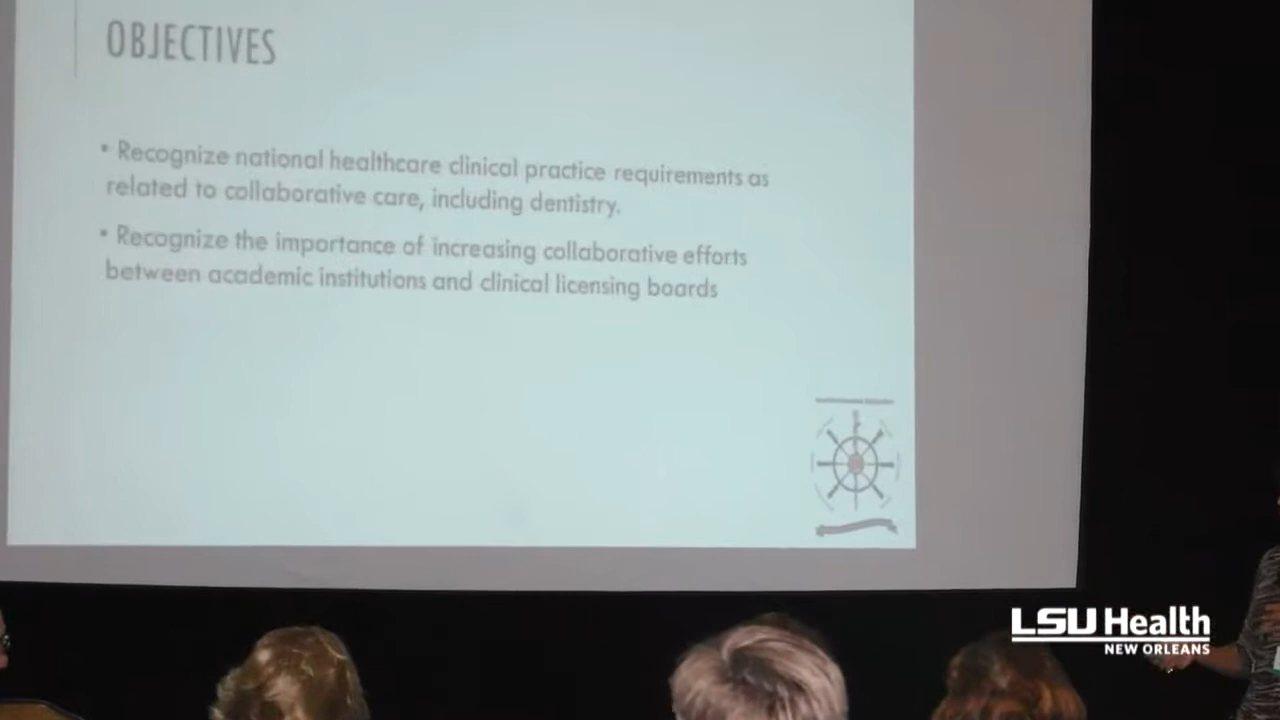 OBJECTIVES
• Recognize national healthcare clinical practice requirements as
related to collaborative care, including dentistry.
• Recognize the importance of increasing collaborative efforts
between academic institutions and clinical licensing boards
LSU Health
NEW ORLEANS